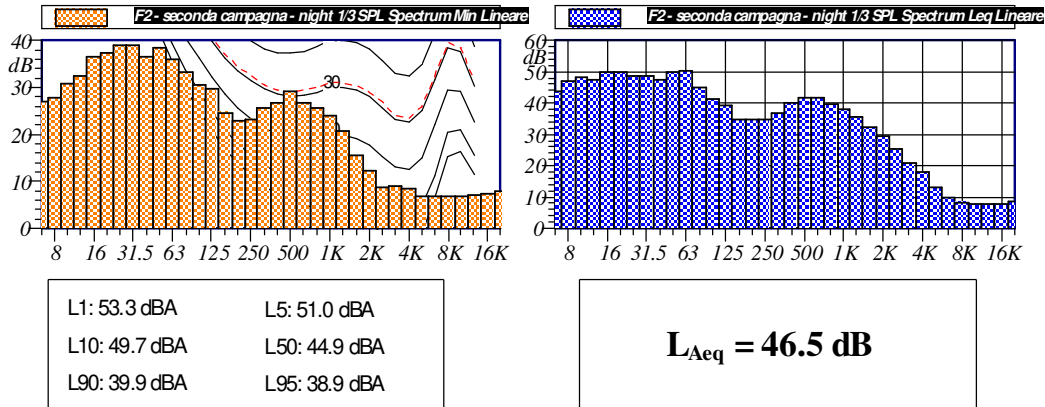 F2 - seconda campagna - night 1/3 SPL Spectrum Min Lineare
40
dB
30
20
10
0
30
8 16 31.5 63 125 250 500 1K 2K 4K 8K 16K
F2 - seconda campagna - night 1/3 SPL Spectrum Leq Lineare
60
dB
50
40
30
20
10
0
8 16 31.5 63 125 250 500 1K 2K 4K 8K 16K
L1: 53.3 dBA L5: 51.0 dBA
L10: 49.7 dBA L50: 44.9 dBA
L90: 39.9 dBA L95: 38.9 dBA
LAeq = 46.5 dB